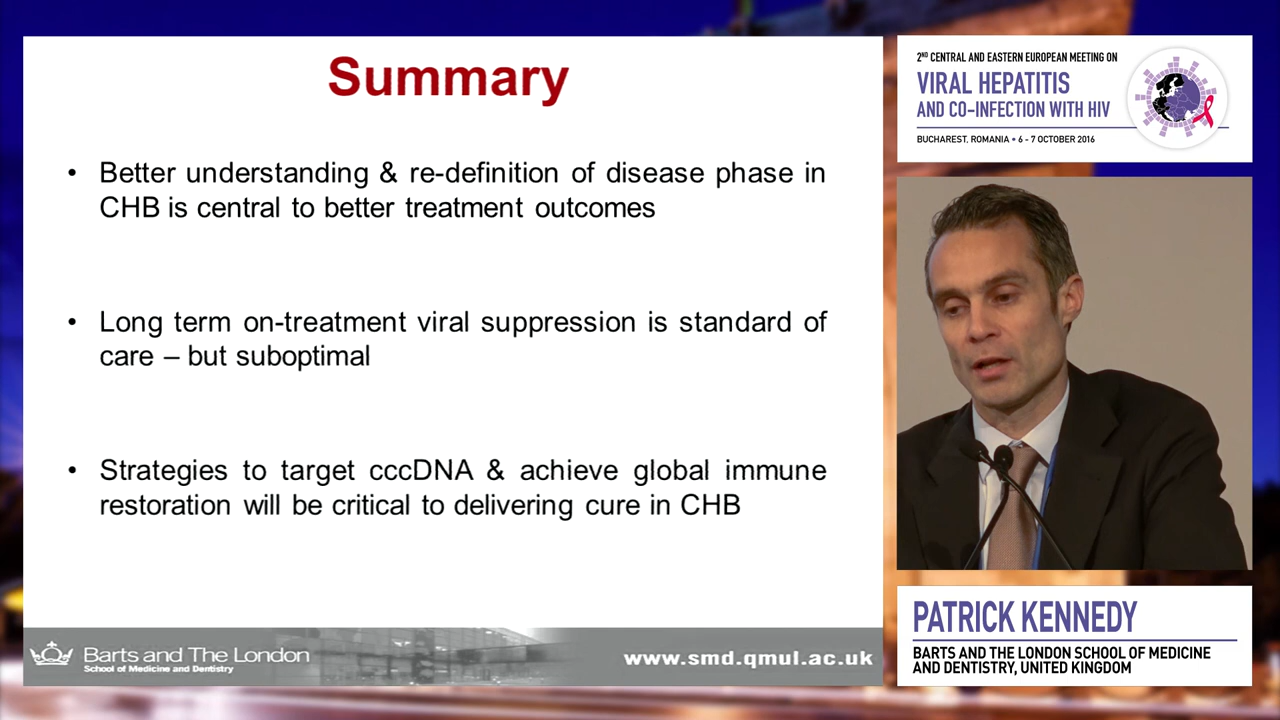 Summary
• Better understanding & re-definition of disease phase in
CHB is central to better treatment outcomes
• Long term on-treatment viral suppression is standard of
care – but suboptimal
• Strategies to target cccDNA & achieve global immune
restoration will be critical to delivering cure in CHB
Barts and The London
School of Medicine and Dentistry
www.smd.qmul.ac.uk
2ND CENTRAL AND EASTERN EUROPEAN MEETING ON
VIRAL HEPATITIS
AND CO-INFECTION WITH HIV
BUCHAREST, ROMANIA • 6 - 7 OCTOBER 2016
PATRICK KENNEDY
BARTS AND THE LONDON SCHOOL OF MEDICINE
AND DENTISTRY, UNITED KINGDOM